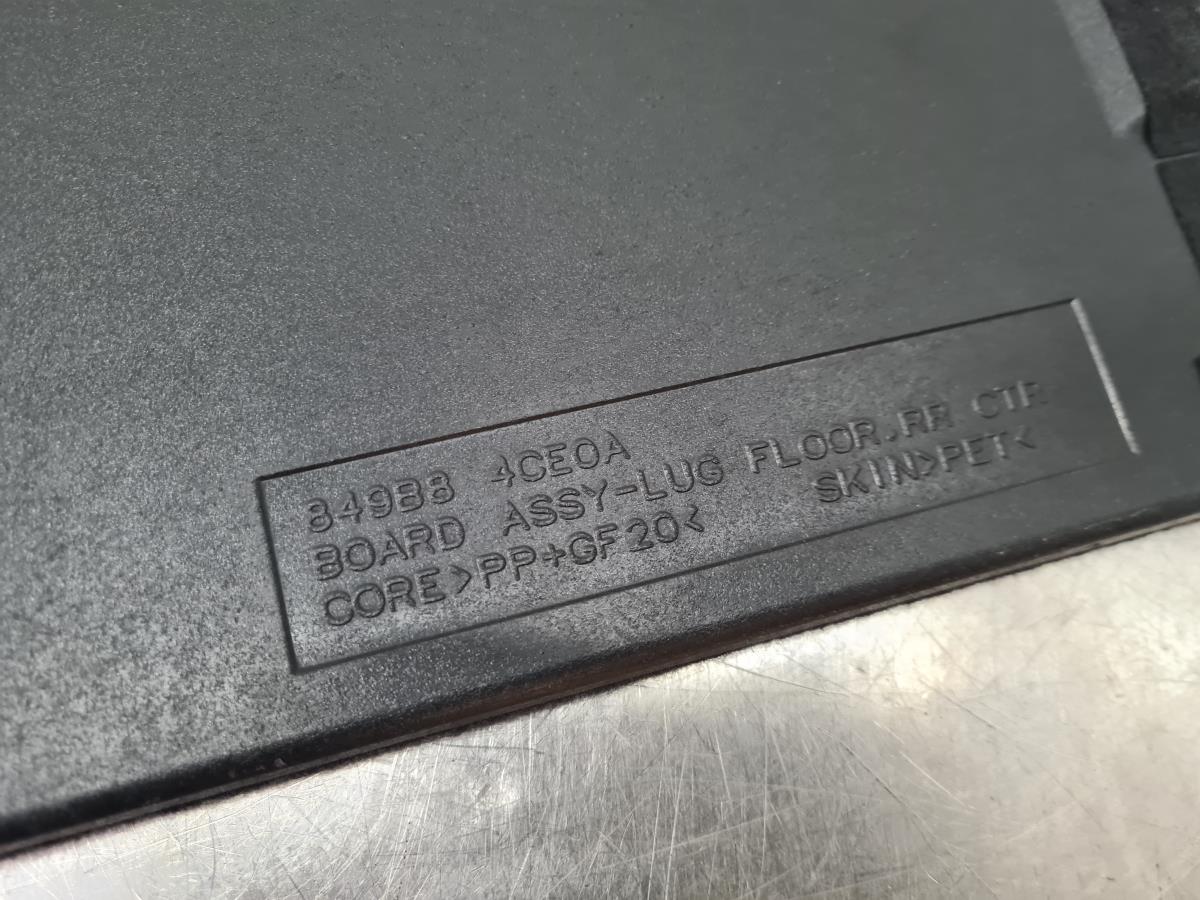 849B8 4CE0A
BOARD ASSY-LUG FLOOR,RR CTR
CORE>PP+GF20< SKIN>PET<